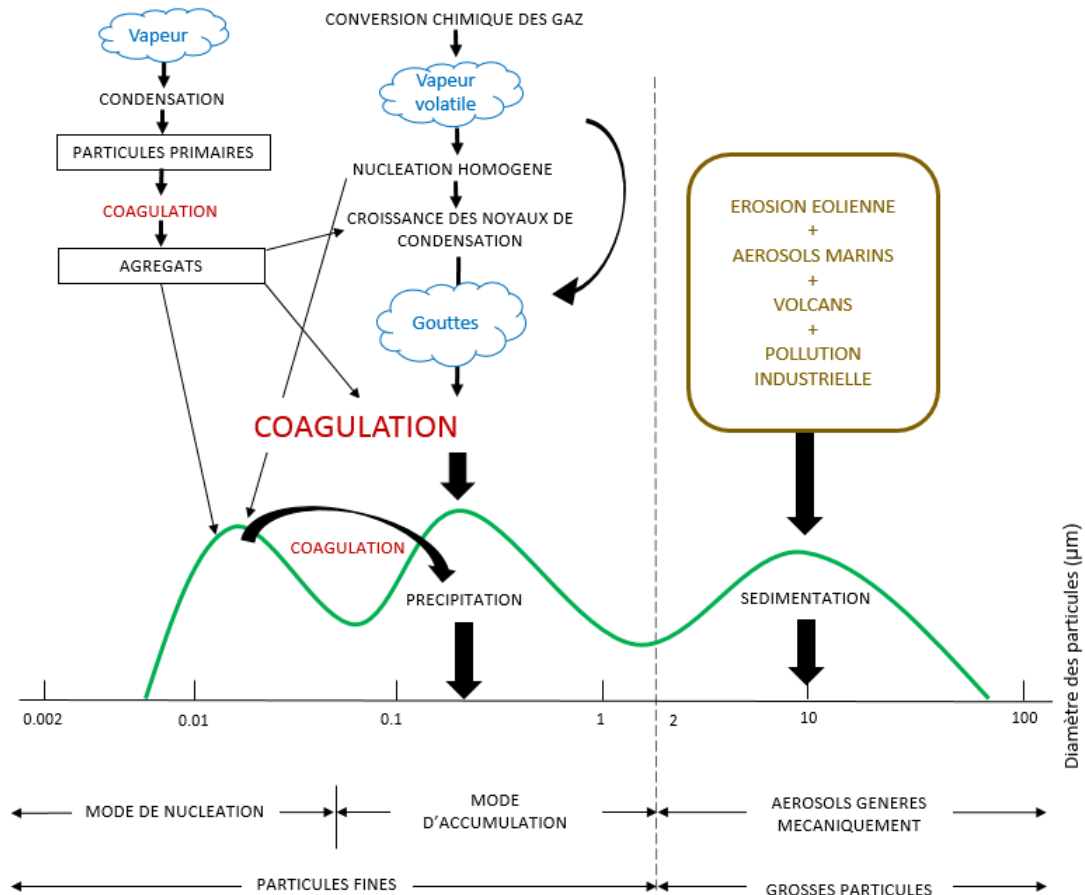 Vapeur
CONDENSATION
PARTICULES PRIMAIRES
COAGULATION
AGREGATS
CONVERSION CHIMIQUE DES GAZ
Vapeur
volatile
NUCLEATION HOMOGENE
CROISSANCE DES NOYAUX DE
CONDENSATION
Gouttes
COAGULATION
EROSION EOLIENNE
+
AEROSOLS MARINS
+
VOLCANS
+
POLLUTION
INDUSTRIELLE
COAGULATION
PRECIPITATION
SEDIMENTATION
Diamètre des particules (µm)
0.002
0.01
0.1
1
2
10
100
MODE DE NUCLEATION
MODE
D’ACCUMULATION
AEROSOLS GENERES
MECANIQUEMENT
PARTICULES FINES
GROSSES PARTICULES